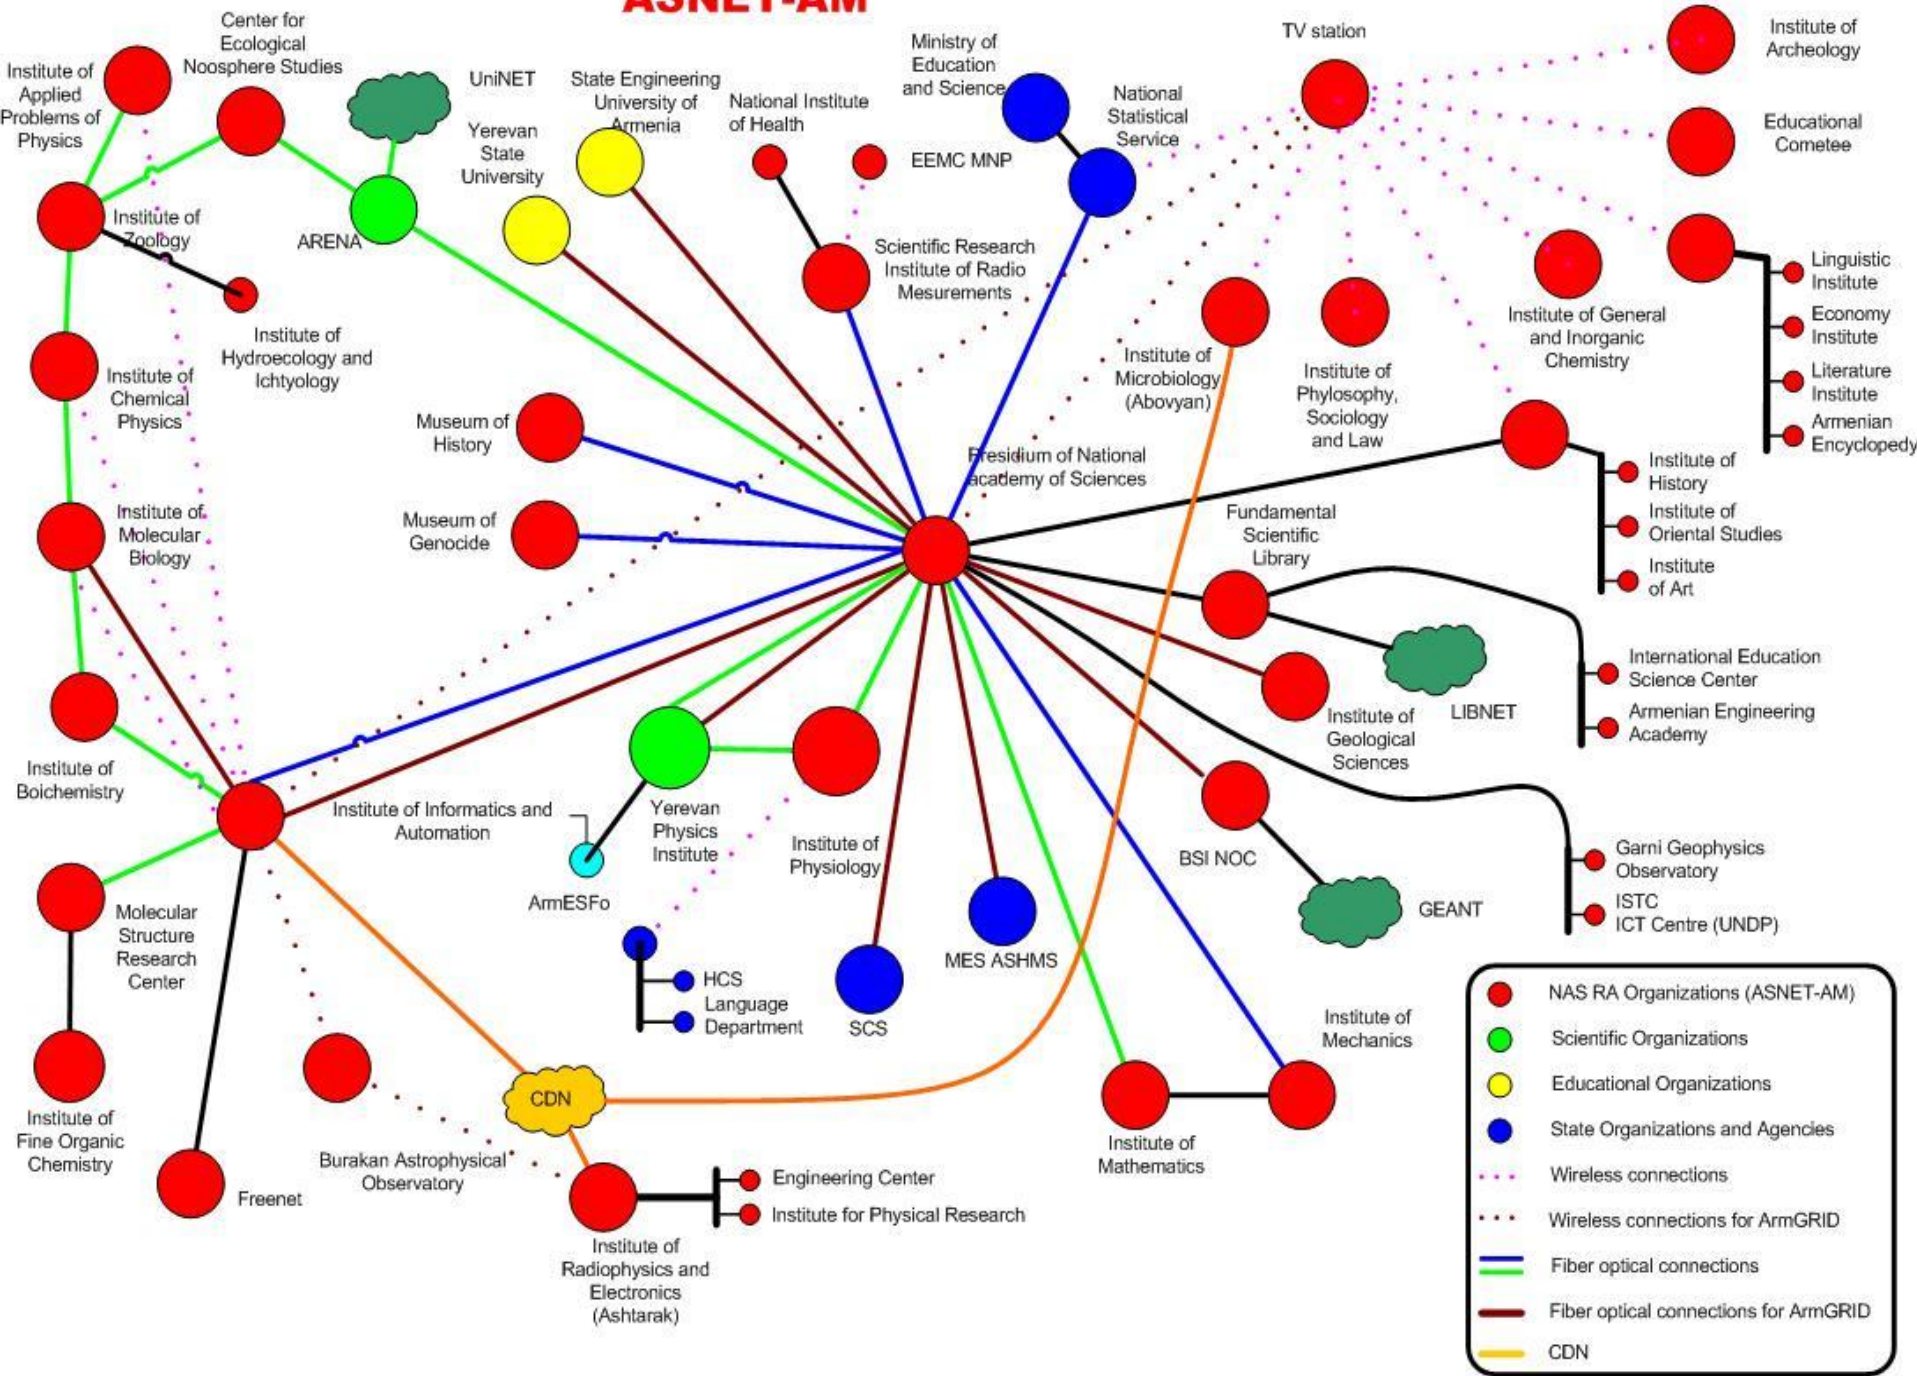 ASNET-AM
Center for
Ecological
Noosphere Studies
Institute of
Applied
Problems of
Physics
UniNET
State Engineering
University of
Armenia
Yerevan
State
University
National Institute
of Health
EEMC MNP
Ministry of
Education
and Science
National
Statistical
Service
TV station
Institute of
Archeology
Educational
Cometee
Institute of
Zoology
ARENA
Scientific Research
Institute of Radio
Mesurements
Institute of
Hydroecology and
Ichtyology
Institute of
Chemical
Physics
Institute of
Microbiology
(Abovyan)
Institute of
Phylosophy,
Sociology
and Law
Institute of General
and Inorganic
Chemistry
Linguistic
Institute
Economy
Institute
Literature
Institute
Armenian
Encyclopedy
Museum of
History
Presidium of National
academy of Sciences
Institute of
History
Institute of
Oriental Studies
Institute
of Art
Institute of
Molecular
Biology
Museum of
Genocide
Fundamental
Scientific
Library
International Education
Science Center
Armenian Engineering
Academy
LIBNET
Institute of
Geological
Sciences
Institute of
Boichemistry
Institute of Informatics and
Automation
Yerevan
Physics
Institute
Institute of
Physiology
BSI NOC
Garni Geophysics
Observatory
ISTC
ICT Centre (UNDP)
GEANT
ArmESFo
Molecular
Structure
Research
Center
HCS
Language
Department
SCS
MES ASHMS
Institute of
Mechanics
CDN
Institute of
Fine Organic
Chemistry
Freenet
Burakan Astrophysical
Observatory
Institute of
Mathematics
Engineering Center
Institute for Physical Research
Institute of
Radiophysics and
Electronics
(Ashtarak)
NAS RA Organizations (ASNET-AM)
Scientific Organizations
Educational Organizations
State Organizations and Agencies
Wireless connections
Wireless connections for ArmGRID
Fiber optical connections
Fiber optical connections for ArmGRID
CDN